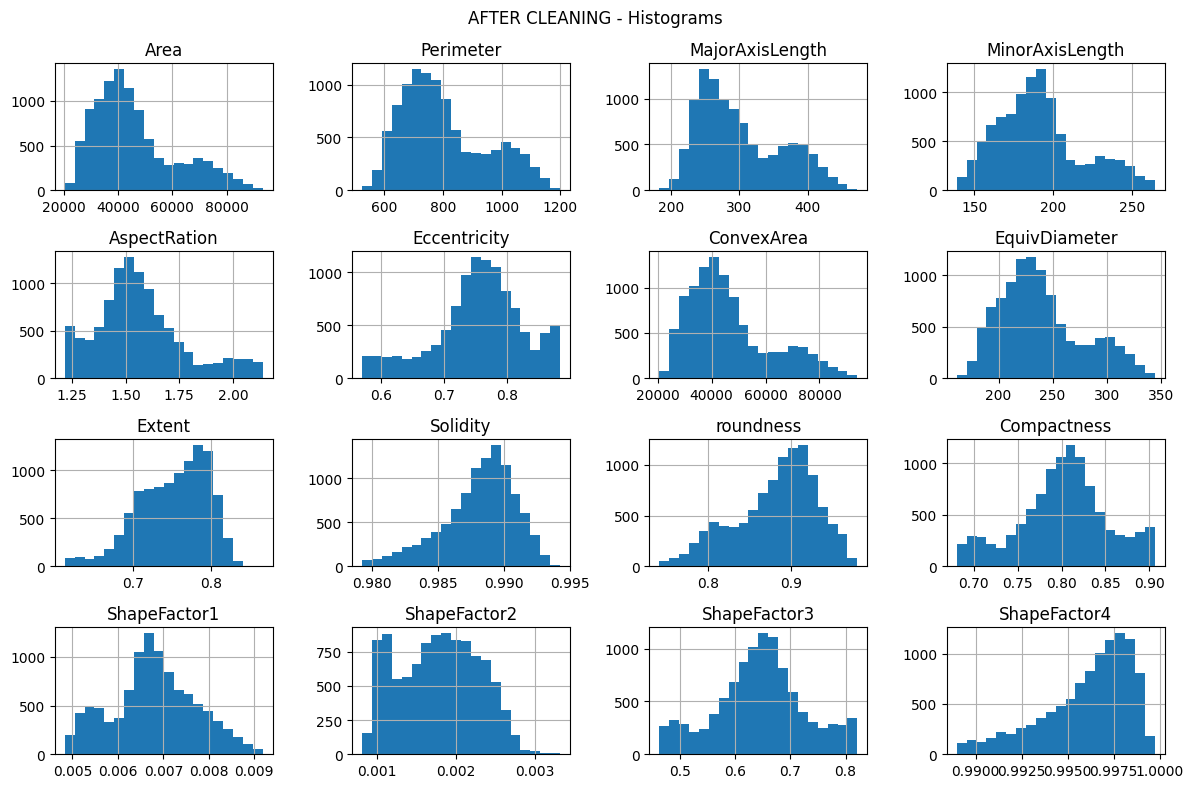 AFTER CLEANING - Histograms
Area Perimeter MajorAxisLength MinorAxisLength
1000 500 0 1000 500 0 1000 500 0 1000 500 0
20000 40000 60000 80000 600 800 1000 1200 200 300 400 150 200 250
AspectRation Eccentricity ConvexArea EquivDiameter
1000 500 0 1000 500 0 1000 500 0 1000 500 0
1.25 1.50 1.75 2.00 0.6 0.7 0.8 20000 40000 60000 80000 200 250 300 350
Extent Solidity roundness Compactness
1000 500 0 1000 500 0 1000 500 0 1000 500 0
0.7 0.8 0.980 0.985 0.990 0.995 0.8 0.9 0.70 0.75 0.80 0.85 0.90
ShapeFactor1 ShapeFactor2 ShapeFactor3 ShapeFactor4
1000 500 0 750 500 250 0 1000 500 0 1000 500 0
0.005 0.006 0.007 0.008 0.009 0.001 0.002 0.003 0.5 0.6 0.7 0.8 0.9900 0.9925 0.9950 0.9975 1.0000